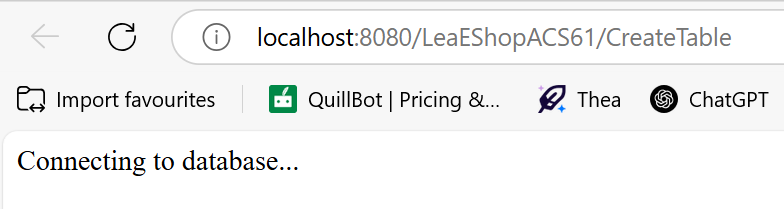 localhost:8080/LeaEShopACS61/CreateTable
Import favourites QuillBot | Pricing &... Thea ChatGPT
Connecting to database...